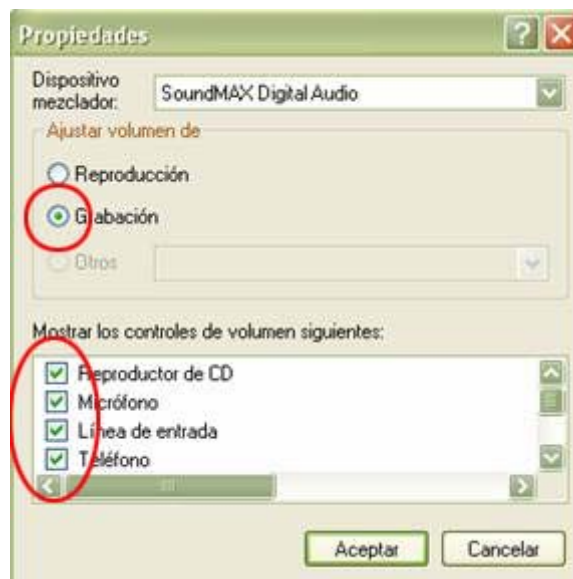 Propiedades
Dispositivo
mezclador:
SoundMAX Digital Audio
Ajustar volumen de
Reproducción
Grabación
Otros
Mostrar los controles de volumen siguientes:
Reproductor de CD
Micrófono
Línea de entrada
Teléfono
Aceptar
Cancelar